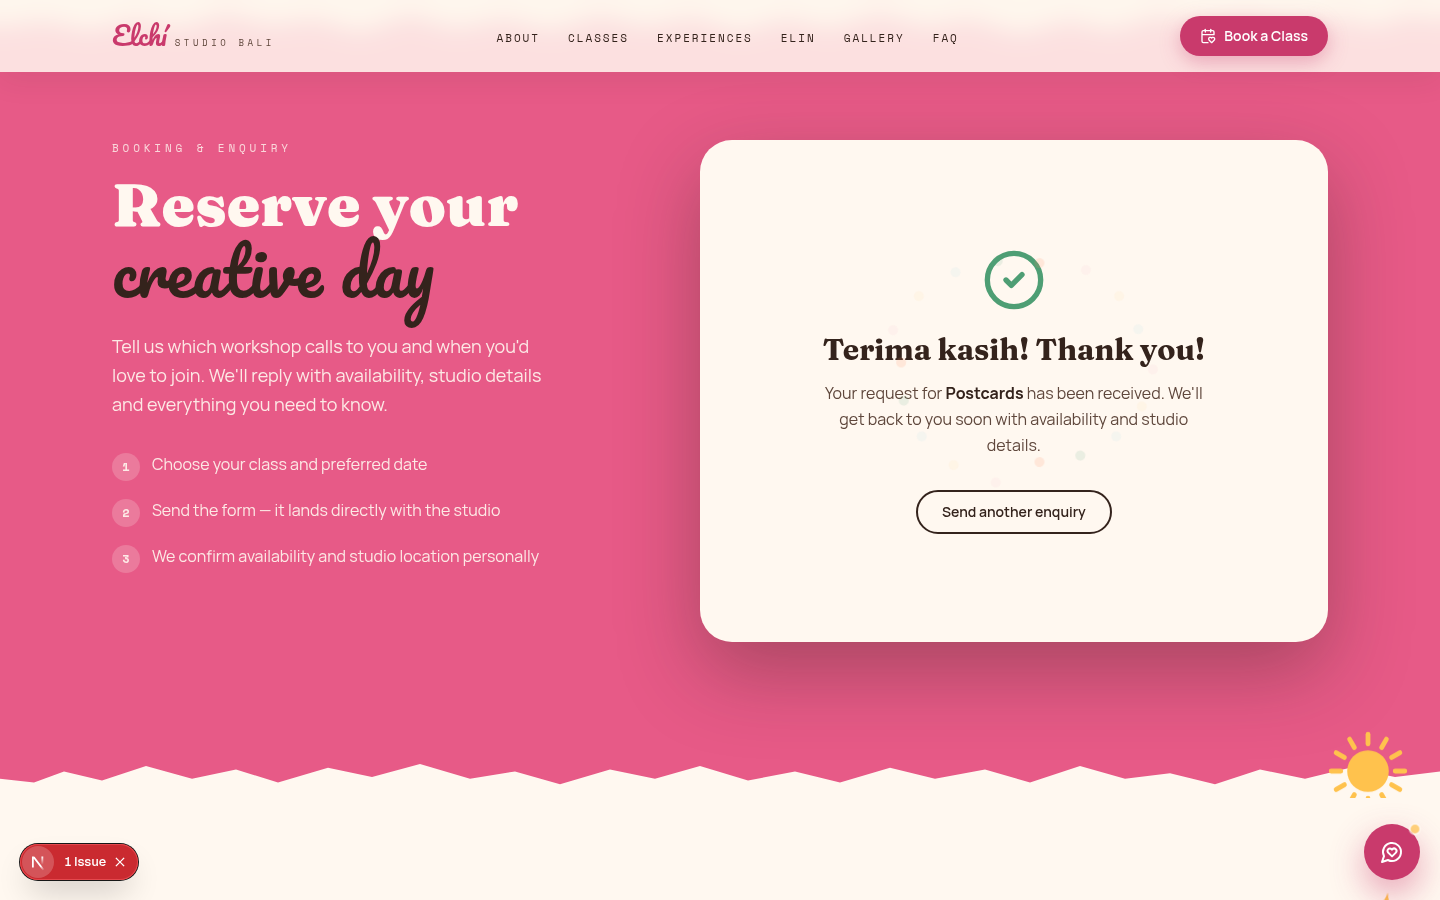 Elchí STUDIO BALI
ABOUT CLASSES EXPERIENCES ELIN GALLERY FAQ
Book a Class
BOOKING & ENQUIRY
Reserve your
creative day
Tell us which workshop calls to you and when you'd
love to join. We'll reply with availability, studio details
and everything you need to know.
1 Choose your class and preferred date
2 Send the form — it lands directly with the studio
3 We confirm availability and studio location personally
Terima kasih! Thank you!
Your request for Postcards has been received. We'll
get back to you soon with availability and studio
details.
Send another enquiry
N 1 Issue